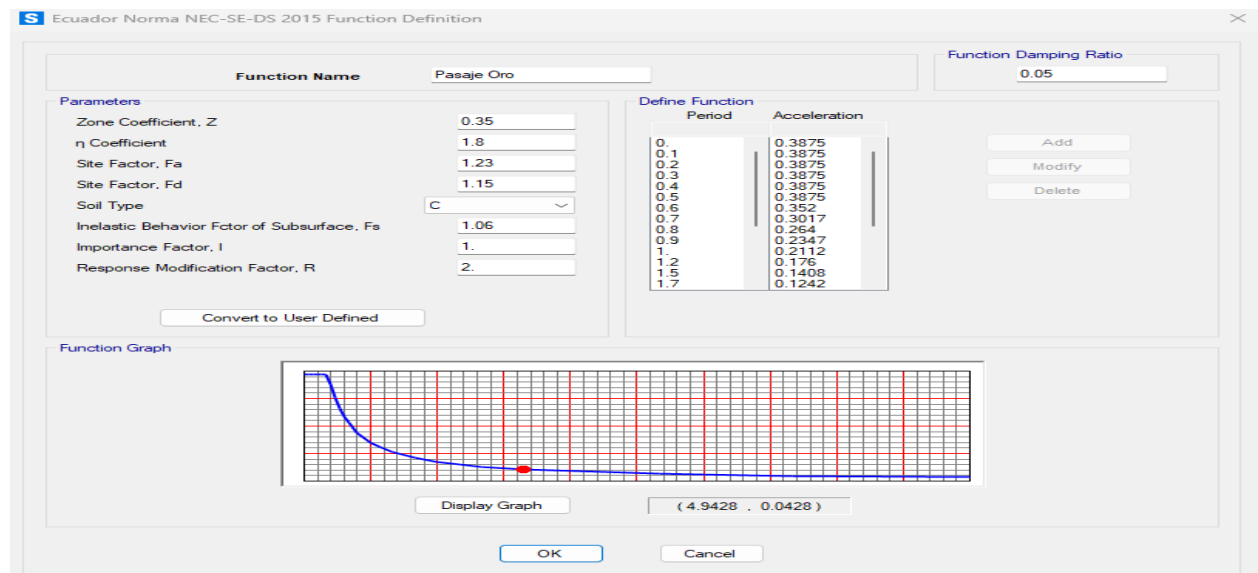 S Ecuador Norma NEC-SE-DS 2015 Function Definition
Function Name Pasaje Oro
Function Damping Ratio
0.05
Parameters
Zone Coefficient, Z 0.35
η Coefficient 1.8
Site Factor, Fa 1.23
Site Factor, Fd 1.15
Soil Type C
Inelastic Behavior Fctor of Subsurface, Fs 1.06
Importance Factor, I 1.
Response Modification Factor, R 2.
Convert to User Defined
Define Function
Period Acceleration
0. 0.3875
0.1 0.3875
0.2 0.3875
0.3 0.3875
0.4 0.3875
0.5 0.3875
0.6 0.352
0.7 0.3017
0.8 0.264
0.9 0.2347
1. 0.2112
1.2 0.176
1.5 0.1408
1.7 0.1242
Add
Modify
Delete
Function Graph
Display Graph (4.9428 , 0.0428)
OK Cancel